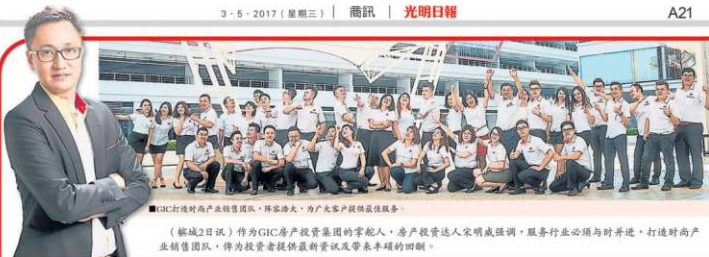 3 - 5 - 2017 ( 星期三 ) | 商訊 | 光明日報 A21
■GIC打造时尚产业销售团队，阵容浩大，为广大客户提供最佳服务。
（槟城2日讯）作为GIC房产投资集团的掌舵人，房产投资达人宋明威强调，服务行业必须与时并进，打造时尚产
业销售团队，俾为投资者提供最新资讯及带来丰硕的回酬。